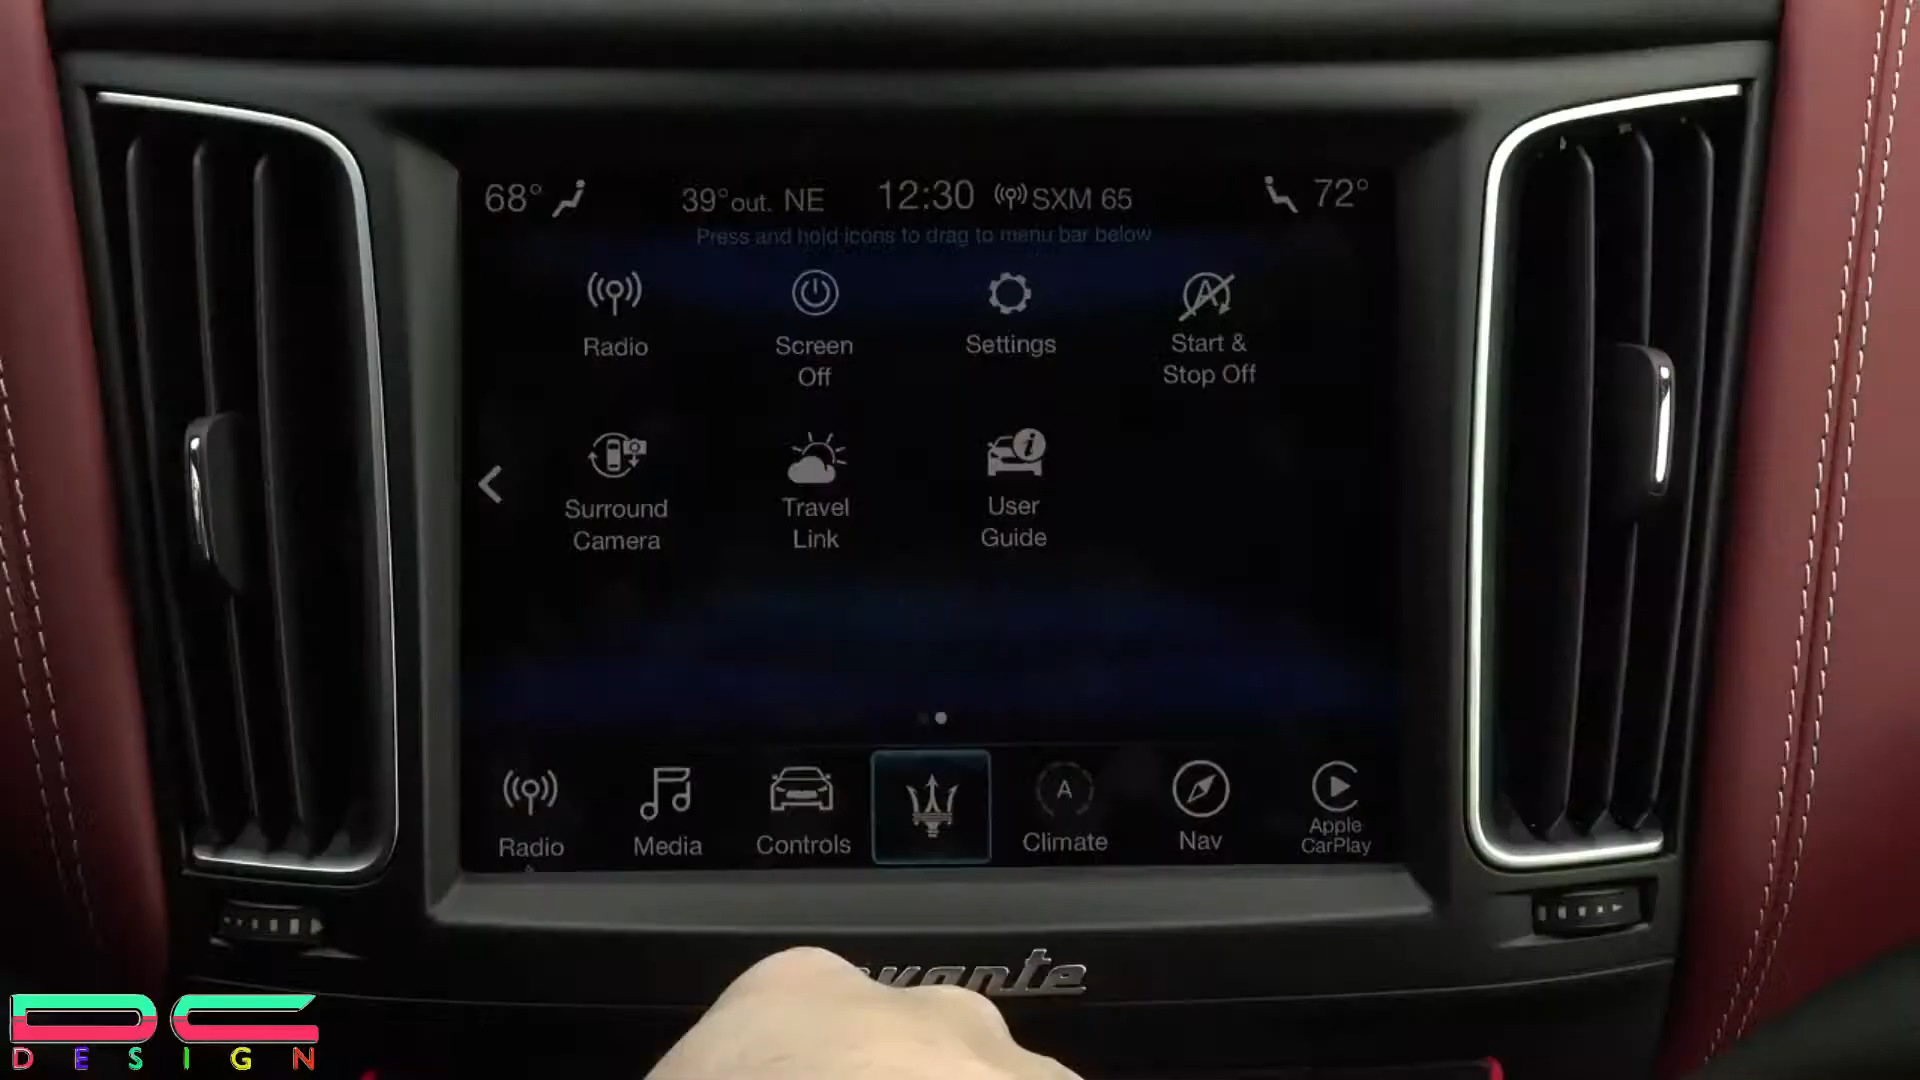 68°
39°out. NE
12:30
SXM 65
72°
Press and hold icons to drag to menu bar below
Radio
Screen
Off
Settings
A
Start &
Stop Off
i
Surround
Camera
Travel
Link
User
Guide
Radio
Media
Controls
A
Climate
Nav
Apple
CarPlay
vante
DC
DESIGN